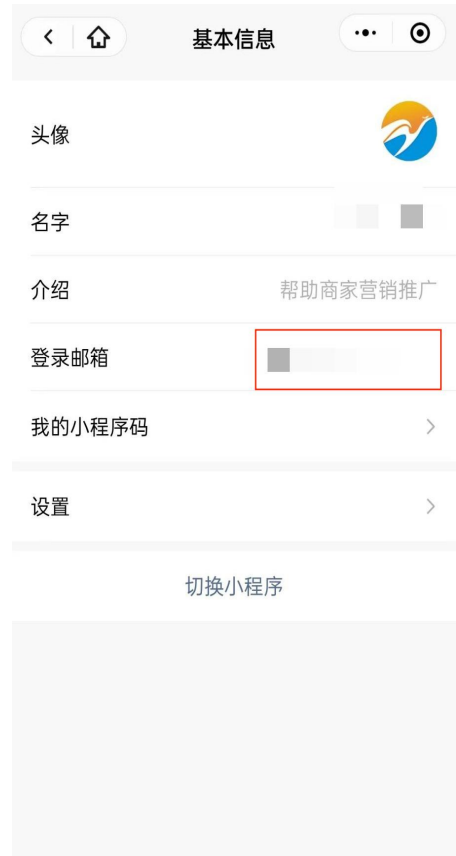 基本信息
头像
名字
介绍 帮助商家营销推广
登录邮箱
我的小程序码
设置
切换小程序